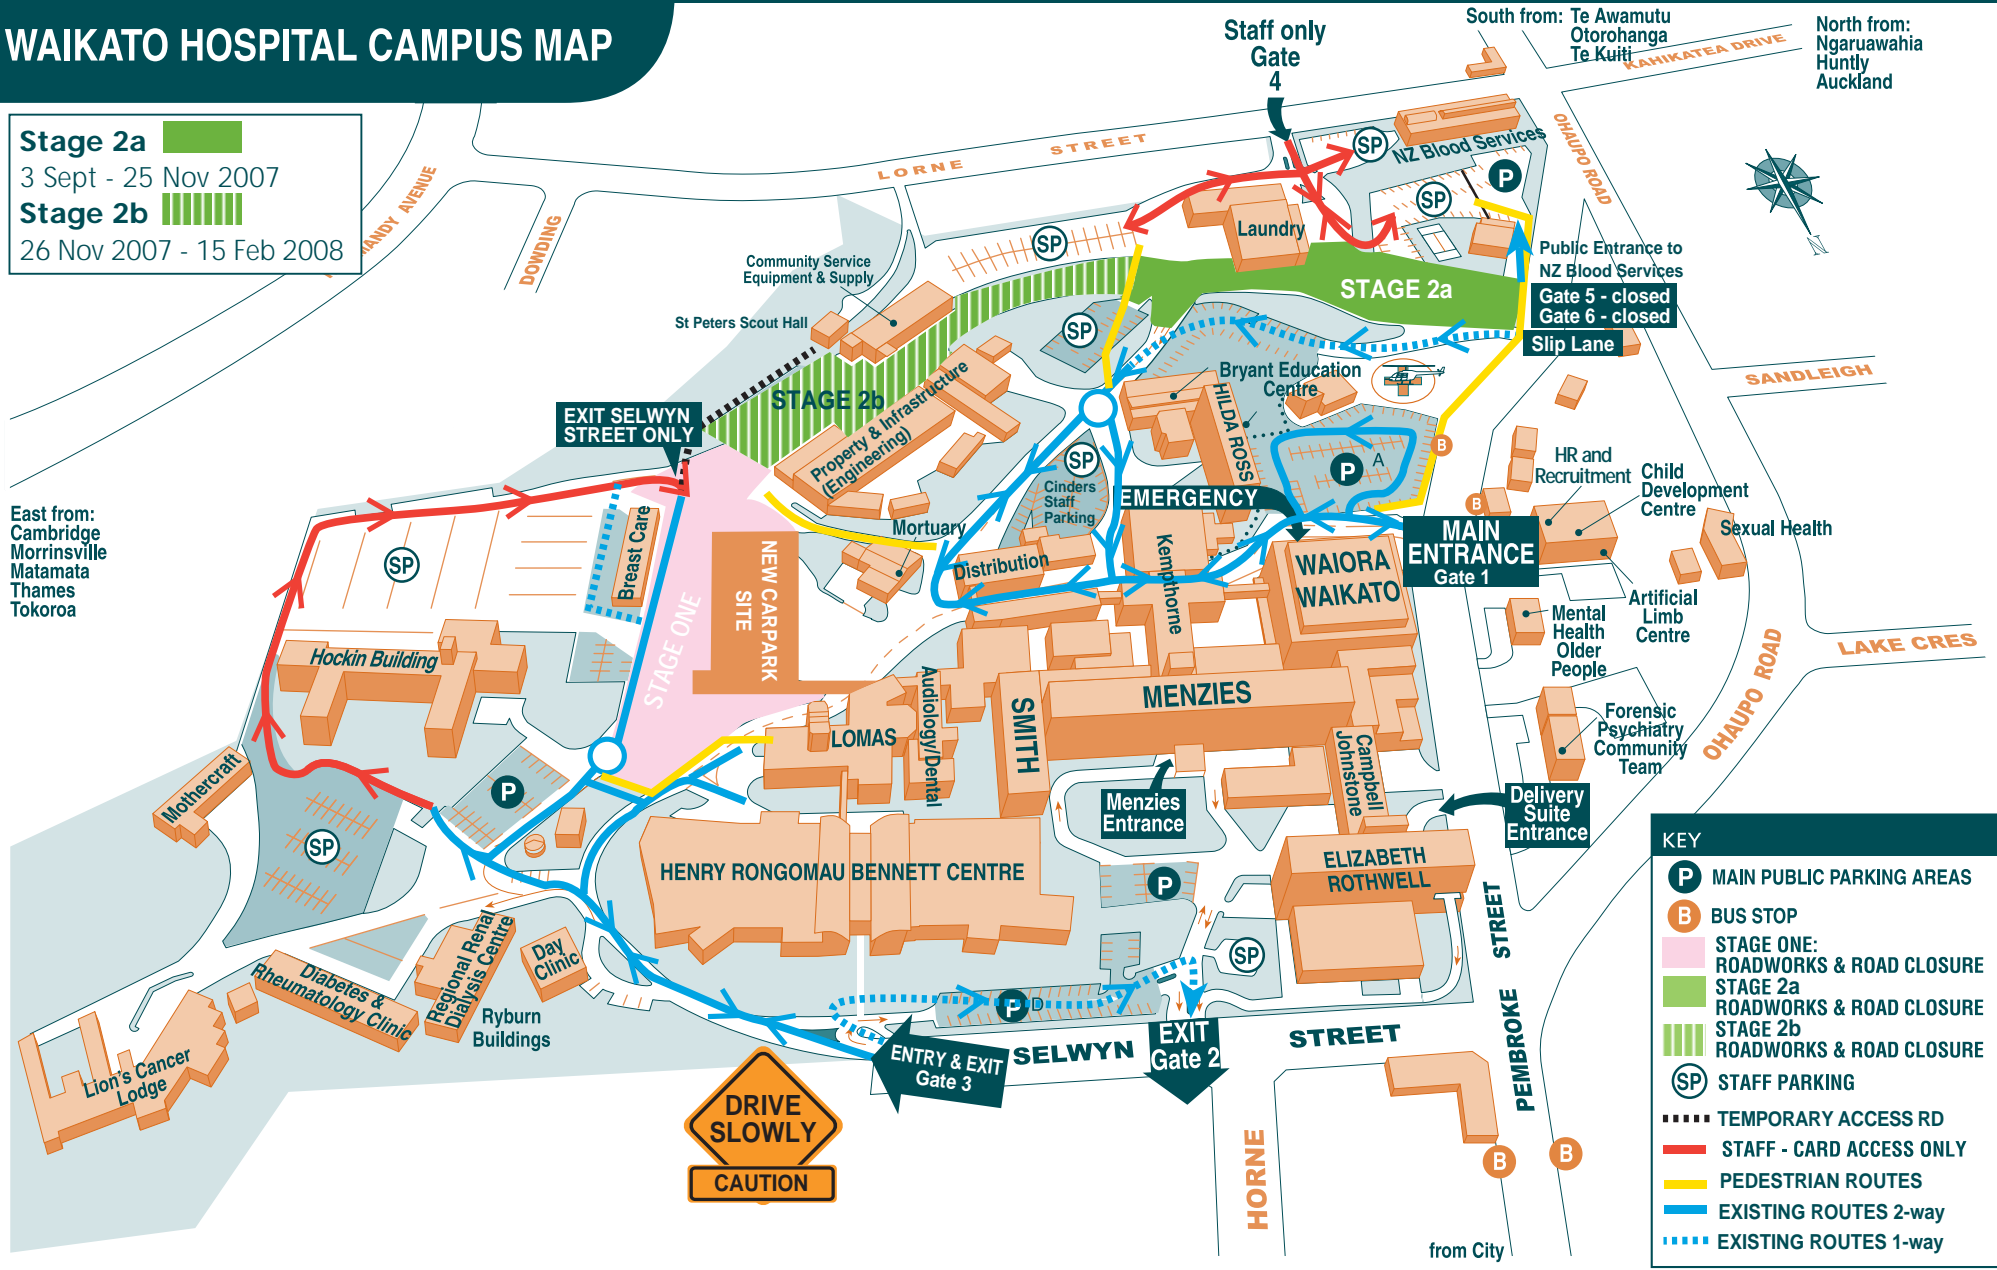 WAIKATO HOSPITAL CAMPUS MAP
Stage 2a
3 Sept - 25 Nov 2007
Stage 2b
26 Nov 2007 - 15 Feb 2008
HANDY AVENUE
DOWDING
LORNE STREET
Staff only
Gate
4
South from: Te Awamutu
Otorohanga
Te Kuiti
KAHIKATEA DRIVE
North from:
Ngaruawahia
Huntly
Auckland
OHAUPO ROAD
SP
NZ Blood Services
P
SP
N
Laundry
SP
Community Service
Equipment & Supply
St Peters Scout Hall
Public Entrance to
NZ Blood Services
Gate 5 - closed
Gate 6 - closed
Slip Lane
STAGE 2a
SP
SANDLEIGH
Bryant Education
Centre
HILDA ROSS
STAGE 2b
EXIT SELWYN
STREET ONLY
Property & Infrastructure
(Engineering)
SP
Cinders
Staff
Parking
P
A
B
B
HR and
Recruitment
Child
Development
Centre
Sexual Health
EMERGENCY
MAIN
ENTRANCE
Gate 1
East from:
Cambridge
Morrinsville
Matamata
Thames
Tokoroa
SP
Breast Care
Mortuary
NEW CARPARK
SITE
Distribution
Kempthorne
WAIORA
WAIKATO
Artificial
Limb
Centre
Mental
Health
Older
People
STAGE ONE
Hockin Building
LAKE CRES
OHAUPO ROAD
Audiology/Dental
LOMAS
SMITH
MENZIES
Campbell
Johnstone
Forensic
Psychiatry
Community
Team
Menzies
Entrance
Delivery
Suite
Entrance
Mothercraft
P
SP
HENRY RONGOMAU BENNETT CENTRE
P
ELIZABETH
ROTHWELL
SP
Regional Renal
Dialysis Centre
Day
Clinic
Diabetes &
Rheumatology Clinic
Ryburn
Buildings
Lion's Cancer
Lodge
P
D
ENTRY & EXIT
Gate 3
SELWYN STREET
EXIT
Gate 2
PEMBROKE STREET
DRIVE
SLOWLY
CAUTION
HORNE
B
B
from City
KEY
P MAIN PUBLIC PARKING AREAS
B BUS STOP
STAGE ONE:
ROADWORKS & ROAD CLOSURE
STAGE 2a
ROADWORKS & ROAD CLOSURE
STAGE 2b
ROADWORKS & ROAD CLOSURE
SP STAFF PARKING
TEMPORARY ACCESS RD
STAFF - CARD ACCESS ONLY
PEDESTRIAN ROUTES
EXISTING ROUTES 2-way
EXISTING ROUTES 1-way